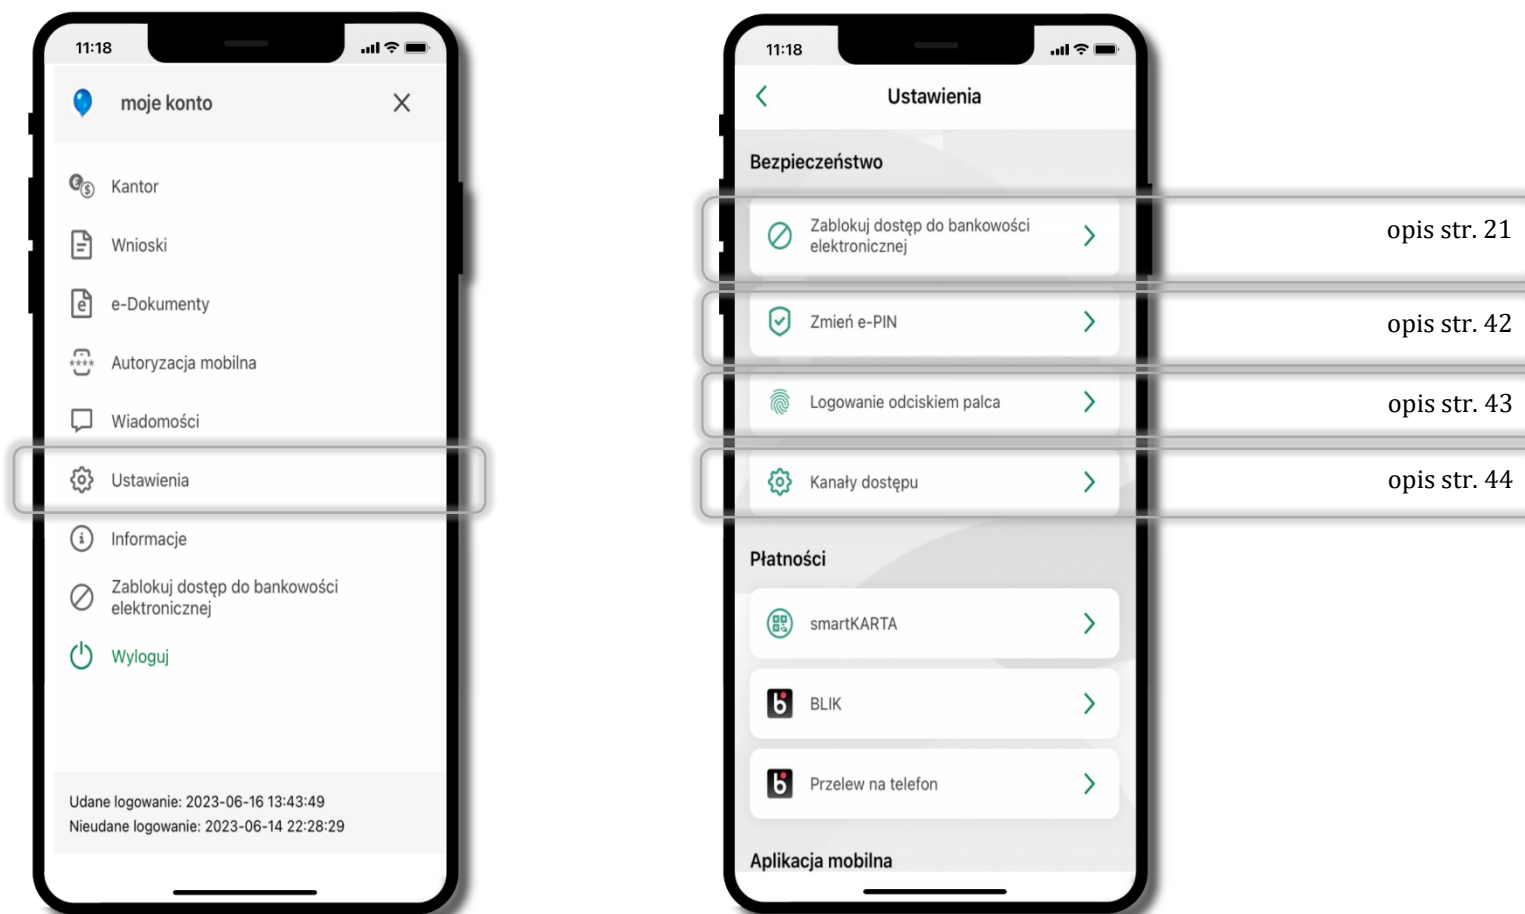 11:18
moje konto
Kantor
Wnioski
e-Dokumenty
Autoryzacja mobilna
Wiadomości
Ustawienia
Informacje
Zablokuj dostęp do bankowości
elektronicznej
Wyloguj
Udane logowanie: 2023-06-16 13:43:49
Nieudane logowanie: 2023-06-14 22:28:29
11:18
Ustawienia
Bezpieczeństwo
Zablokuj dostęp do bankowości
elektronicznej
opis str. 21
Zmień e-PIN
opis str. 42
Logowanie odciskiem palca
opis str. 43
Kanały dostępu
opis str. 44
Płatności
smartKARTA
BLIK
Przelew na telefon
Aplikacja mobilna